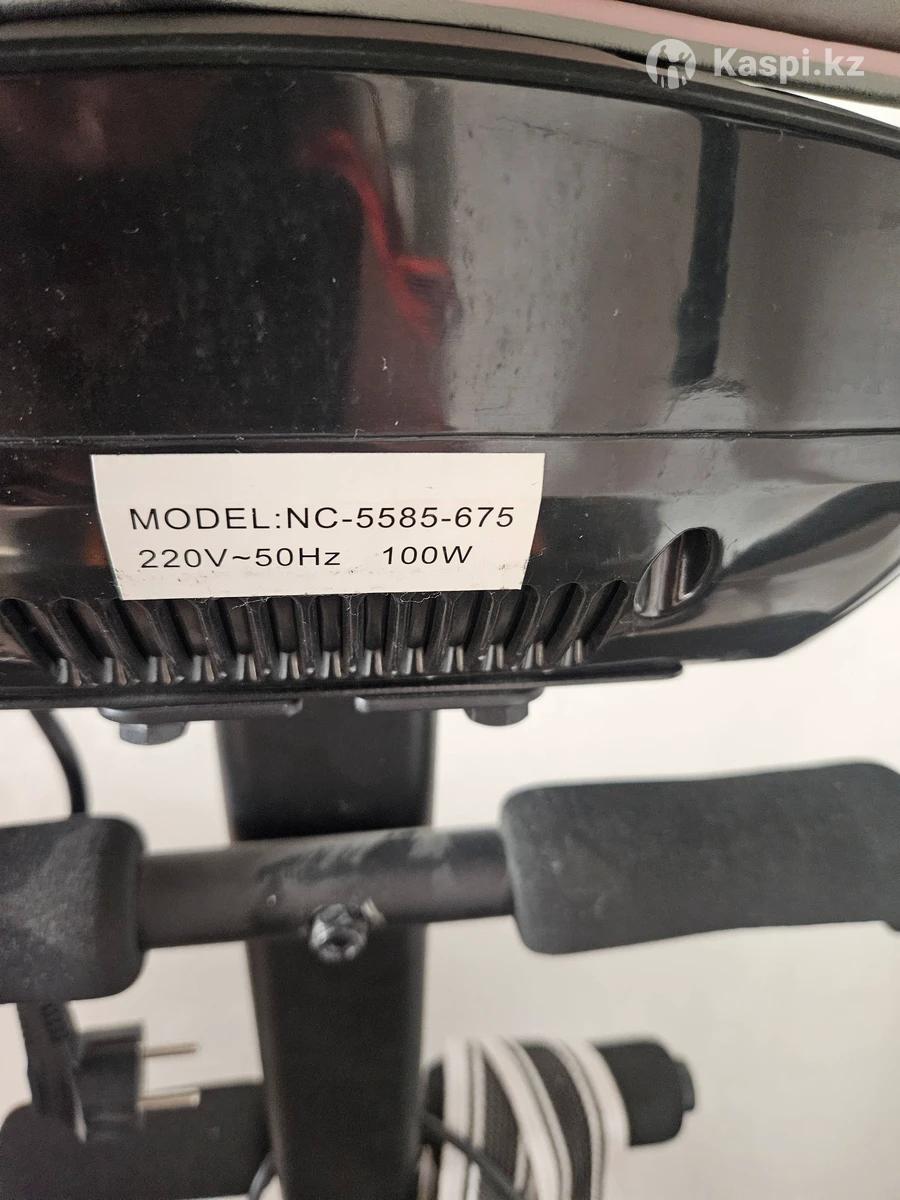 Kaspi.kz
MODEL:NC-5585-675
220V~50Hz 100W